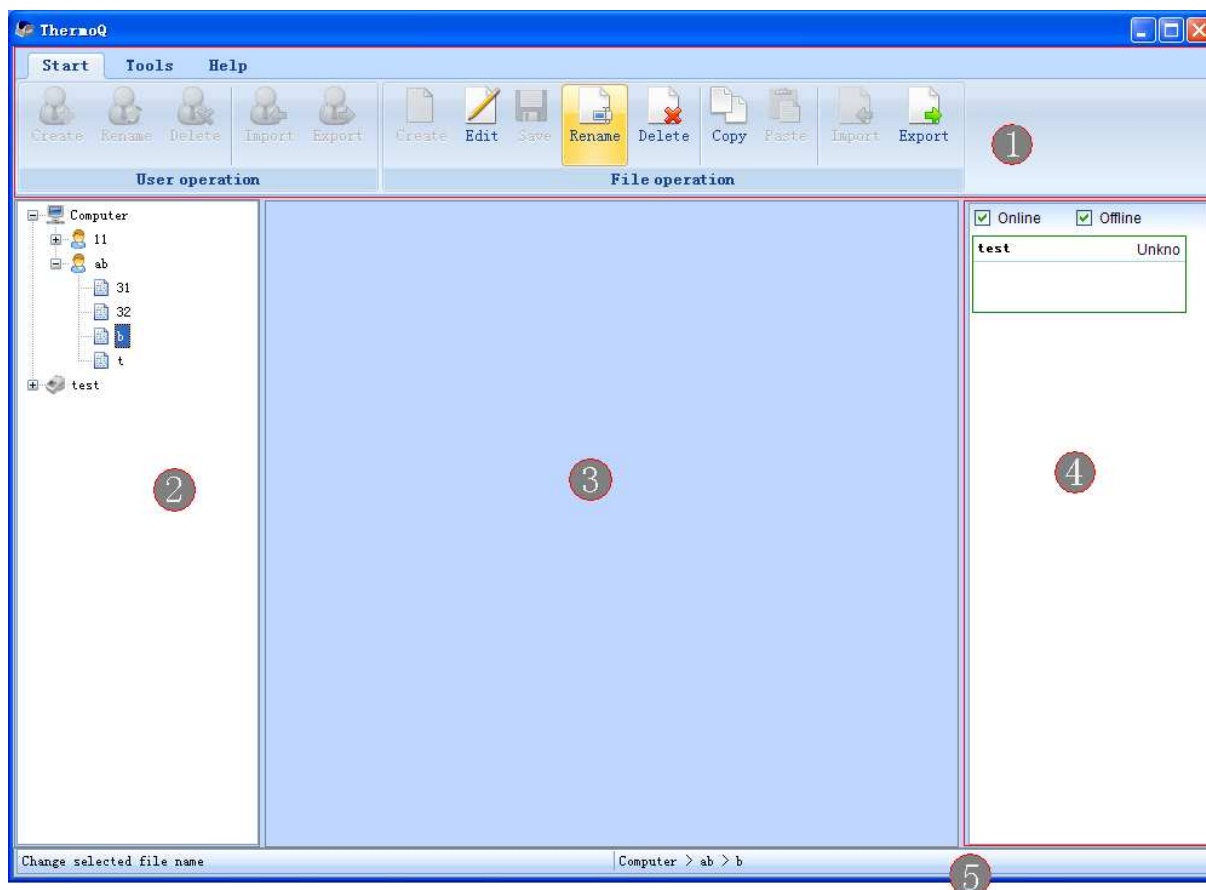 ThermoQ
Start Tools Help
Create Rename Delete Import Export Create Edit Save Rename Delete Copy Paste Import Export
User operation File operation
1
Computer
11
ab
31
32
b
t
test
Online Offline
test Unkno
2
3
4
Change selected file name Computer > ab > b
5